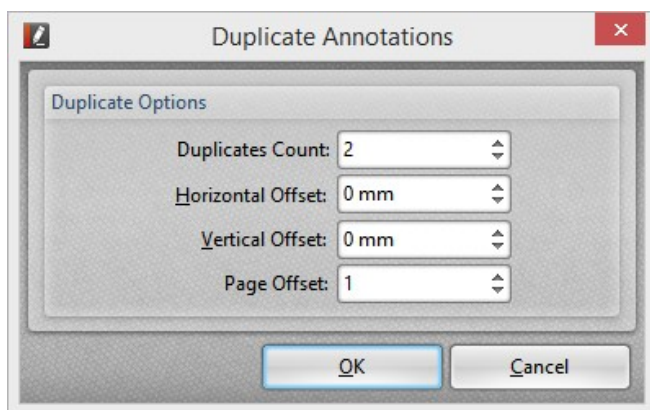 Duplicate Annotations
Duplicate Options
Duplicates Count: 2
Horizontal Offset: 0 mm
Vertical Offset: 0 mm
Page Offset: 1
OK Cancel